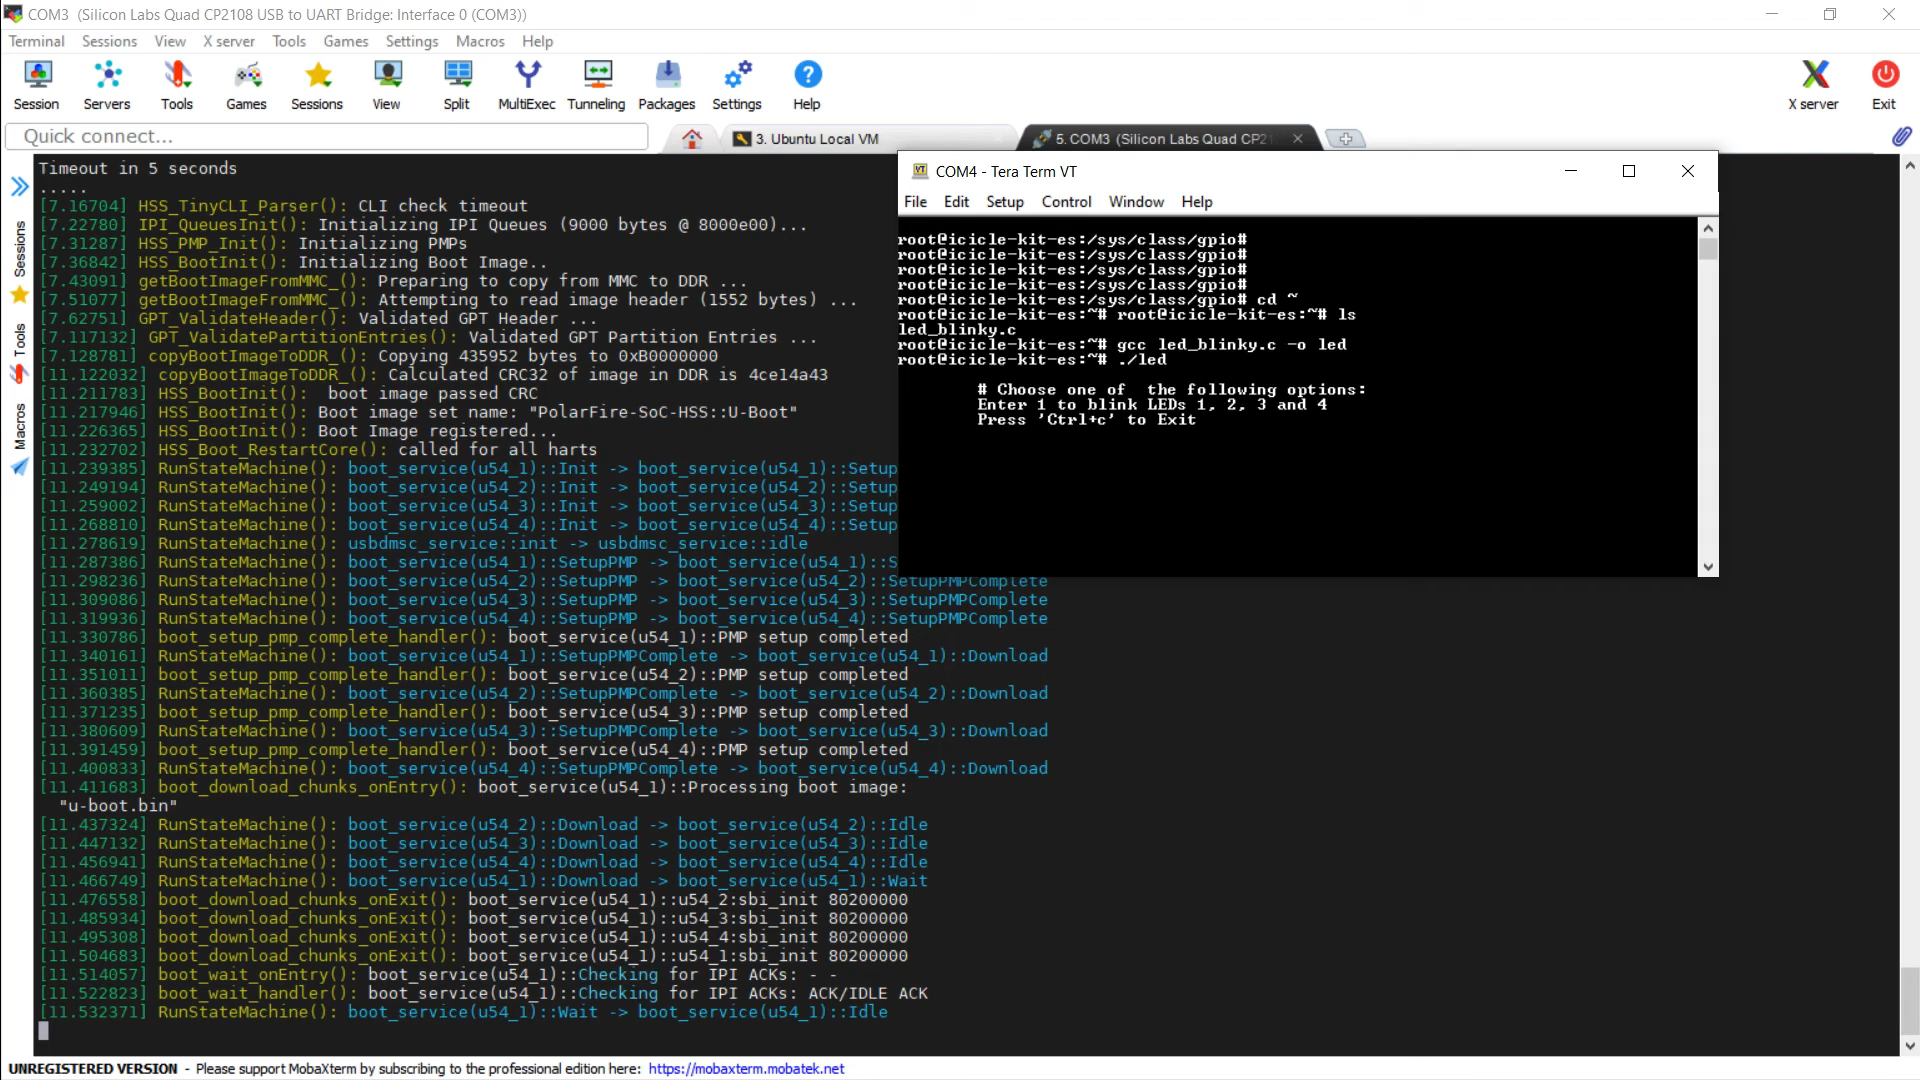 COM3  (Silicon Labs Quad CP2108 USB to UART Bridge: Interface 0 (COM3))
Terminal Sessions View X server Tools Games Settings Macros Help
Session Servers Tools Games Sessions View Split MultiExec Tunneling Packages Settings Help X server Exit
Quick connect...
3. Ubuntu Local VM
5. COM3  (Silicon Labs Quad CP21
Sessions
Tools
Macros
Timeout in 5 seconds
.....
[7.16704] HSS_TinyCLI_Parser(): CLI check timeout
[7.22780] IPI_QueuesInit(): Initializing IPI Queues (9000 bytes @ 8000e00)...
[7.31287] HSS_PMP_Init(): Initializing PMPs
[7.36842] HSS_BootInit(): Initializing Boot Image..
[7.43091] getBootImageFromMMC_(): Preparing to copy from MMC to DDR ...
[7.51077] getBootImageFromMMC_(): Attempting to read image header (1552 bytes) ...
[7.62751] GPT_ValidateHeader(): Validated GPT Header ...
[7.117132] GPT_ValidatePartitionEntries(): Validated GPT Partition Entries ...
[7.128781] copyBootImageToDDR_(): Copying 435952 bytes to 0xB0000000
[11.122032] copyBootImageToDDR_(): Calculated CRC32 of image in DDR is 4ce14a43
[11.211783] HSS_BootInit():  boot image passed CRC
[11.217946] HSS_BootInit(): Boot image set name: "PolarFire-SoC-HSS::U-Boot"
[11.226365] HSS_BootInit(): Boot Image registered...
[11.232702] HSS_Boot_RestartCore(): called for all harts
[11.239385] RunStateMachine(): boot_service(u54_1)::Init -> boot_service(u54_1)::Setup
[11.249194] RunStateMachine(): boot_service(u54_2)::Init -> boot_service(u54_2)::Setup
[11.259002] RunStateMachine(): boot_service(u54_3)::Init -> boot_service(u54_3)::Setup
[11.268810] RunStateMachine(): boot_service(u54_4)::Init -> boot_service(u54_4)::Setup
[11.278619] RunStateMachine(): usbdmsc_service::init -> usbdmsc_service::idle
[11.287386] RunStateMachine(): boot_service(u54_1)::SetupPMP -> boot_service(u54_1)::S
[11.298236] RunStateMachine(): boot_service(u54_2)::SetupPMP -> boot_service(u54_2)::SetupPMPComplete
[11.309086] RunStateMachine(): boot_service(u54_3)::SetupPMP -> boot_service(u54_3)::SetupPMPComplete
[11.319936] RunStateMachine(): boot_service(u54_4)::SetupPMP -> boot_service(u54_4)::SetupPMPComplete
[11.330786] boot_setup_pmp_complete_handler(): boot_service(u54_1)::PMP setup completed
[11.340161] RunStateMachine(): boot_service(u54_1)::SetupPMPComplete -> boot_service(u54_1)::Download
[11.351011] boot_setup_pmp_complete_handler(): boot_service(u54_2)::PMP setup completed
[11.360385] RunStateMachine(): boot_service(u54_2)::SetupPMPComplete -> boot_service(u54_2)::Download
[11.371235] boot_setup_pmp_complete_handler(): boot_service(u54_3)::PMP setup completed
[11.380609] RunStateMachine(): boot_service(u54_3)::SetupPMPComplete -> boot_service(u54_3)::Download
[11.391459] boot_setup_pmp_complete_handler(): boot_service(u54_4)::PMP setup completed
[11.400833] RunStateMachine(): boot_service(u54_4)::SetupPMPComplete -> boot_service(u54_4)::Download
[11.411683] boot_download_chunks_onEntry(): boot_service(u54_1)::Processing boot image:
"u-boot.bin"
[11.437324] RunStateMachine(): boot_service(u54_2)::Download -> boot_service(u54_2)::Idle
[11.447132] RunStateMachine(): boot_service(u54_3)::Download -> boot_service(u54_3)::Idle
[11.456941] RunStateMachine(): boot_service(u54_4)::Download -> boot_service(u54_4)::Idle
[11.466749] RunStateMachine(): boot_service(u54_1)::Download -> boot_service(u54_1)::Wait
[11.476558] boot_download_chunks_onExit(): boot_service(u54_1)::u54_2:sbi_init 80200000
[11.485934] boot_download_chunks_onExit(): boot_service(u54_1)::u54_3:sbi_init 80200000
[11.495308] boot_download_chunks_onExit(): boot_service(u54_1)::u54_4:sbi_init 80200000
[11.504683] boot_download_chunks_onExit(): boot_service(u54_1)::u54_1:sbi_init 80200000
[11.514057] boot_wait_onEntry(): boot_service(u54_1)::Checking for IPI ACKs: - -
[11.522823] boot_wait_handler(): boot_service(u54_1)::Checking for IPI ACKs: ACK/IDLE ACK
[11.532371] RunStateMachine(): boot_service(u54_1)::Wait -> boot_service(u54_1)::Idle
COM4 - Tera Term VT
File Edit Setup Control Window Help
root@icicle-kit-es:/sys/class/gpio#
root@icicle-kit-es:/sys/class/gpio#
root@icicle-kit-es:/sys/class/gpio#
root@icicle-kit-es:/sys/class/gpio#
root@icicle-kit-es:/sys/class/gpio# cd ~
root@icicle-kit-es:~# root@icicle-kit-es:~# ls
led_blinky.c
root@icicle-kit-es:~# gcc led_blinky.c -o led
root@icicle-kit-es:~# ./led
# Choose one of  the following options:
Enter 1 to blink LEDs 1, 2, 3 and 4
Press 'Ctrl+c' to Exit
UNREGISTERED VERSION  -  Please support MobaXterm by subscribing to the professional edition here:  https://mobaxterm.mobatek.net